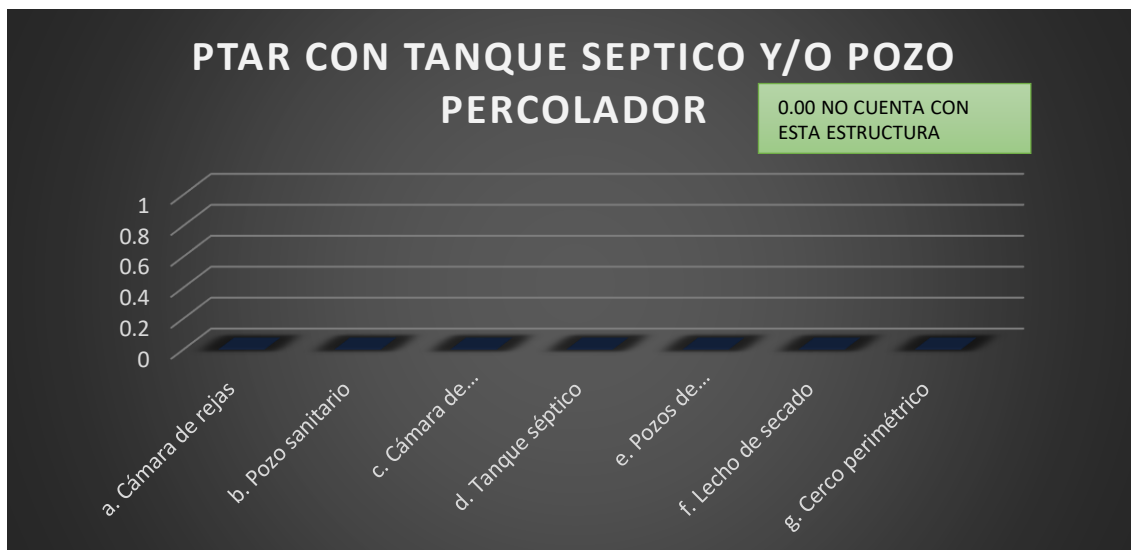 PTAR CON TANQUE SEPTICO Y/O POZO
PERCOLADOR
0.00 NO CUENTA CON
ESTA ESTRUCTURA
1
0.8
0.6
0.4
0.2
0
a. Cámara de rejas
b. Pozo sanitario
c. Cámara de...
d. Tanque séptico
e. Pozos de...
f. Lecho de secado
g. Cerco perimétrico